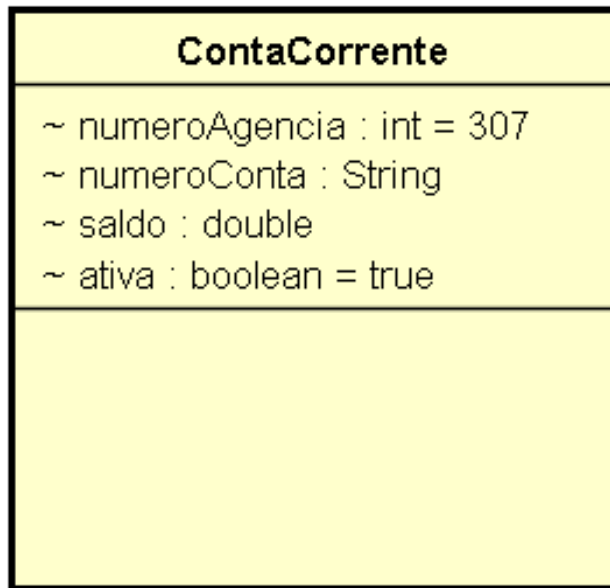 ContaCorrente
~ numeroAgencia : int = 307
~ numeroConta : String
~ saldo : double
~ ativa : boolean = true